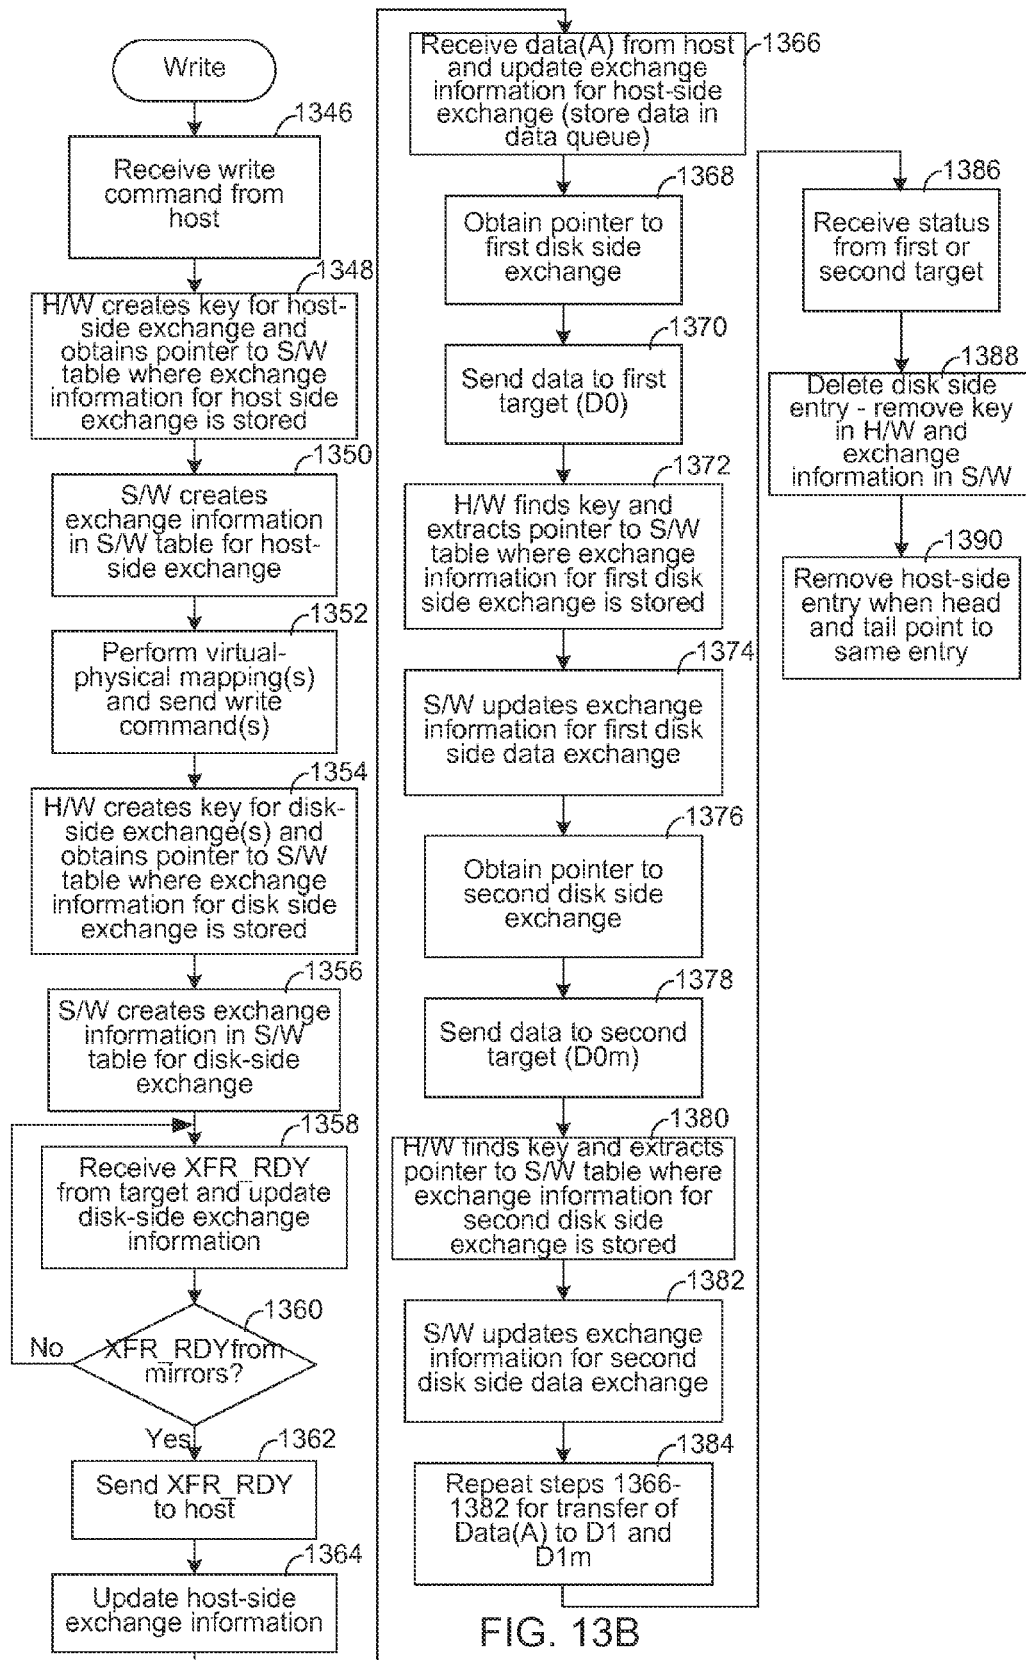 Write
1346
Receive write
command from
host
1348
H/W creates key for host-
side exchange and
obtains pointer to S/W
table where exchange
information for host side
exchange is stored
1350
S/W creates
exchange information
in S/W table for host-
side exchange
1352
Perform virtual-
physical mapping(s)
and send write
command(s)
1354
H/W creates key for disk-
side exchange(s) and
obtains pointer to S/W
table where exchange
information for disk side
exchange is stored
1356
S/W creates exchange
information in S/W
table for disk-side
exchange
1358
Receive XFR_RDY
from target and update
disk-side exchange
information
1360
XFR_RDY from
mirrors?
No
Yes
1362
Send XFR_RDY
to host
1364
Update host-side
exchange information
1366
Receive data(A) from host
and update exchange
information for host-side
exchange (store data in
data queue)
1368
Obtain pointer to
first disk side
exchange
1370
Send data to first
target (D0)
1372
H/W finds key and
extracts pointer to S/W
table where exchange
information for first disk
side exchange is stored
1374
S/W updates exchange
information for first disk
side data exchange
1376
Obtain pointer to
second disk side
exchange
1378
Send data to second
target (D0m)
1380
H/W finds key and extracts
pointer to S/W table where
exchange information for
second disk side
exchange is stored
1382
S/W updates exchange
information for second
disk side data exchange
1384
Repeat steps 1366-
1382 for transfer of
Data(A) to D1 and
D1m
1386
Receive status
from first or
second target
1388
Delete disk side
entry - remove key
in H/W and
exchange
information in S/W
1390
Remove host-side
entry when head
and tail point to
same entry
FIG. 13B